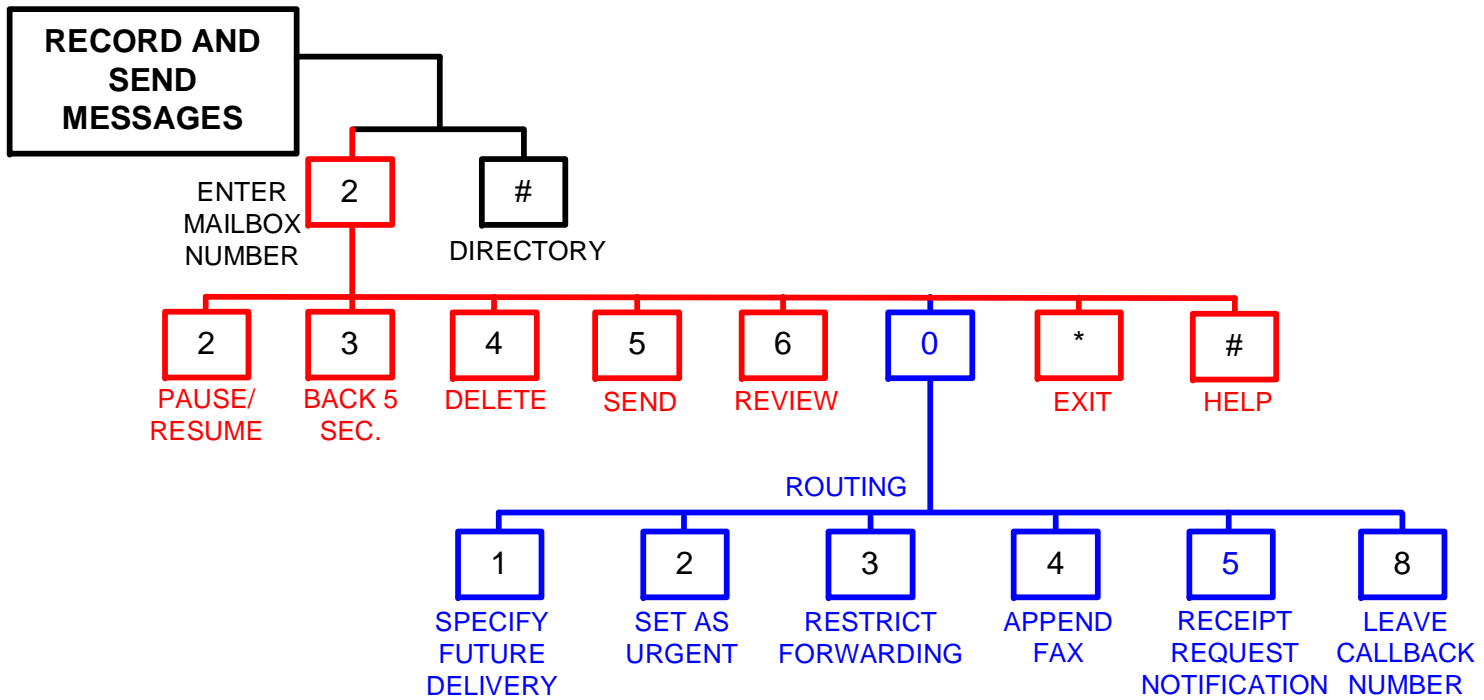 RECORD AND
SEND
MESSAGES
ENTER
MAILBOX
NUMBER
2
#
DIRECTORY
2
3
4
5
6
0
*
#
PAUSE/
RESUME
BACK 5
SEC.
DELETE
SEND
REVIEW
EXIT
HELP
ROUTING
1
2
3
4
5
8
SPECIFY
FUTURE
DELIVERY
SET AS
URGENT
RESTRICT
FORWARDING
APPEND
FAX
RECEIPT
REQUEST
NOTIFICATION
LEAVE
CALLBACK
NUMBER